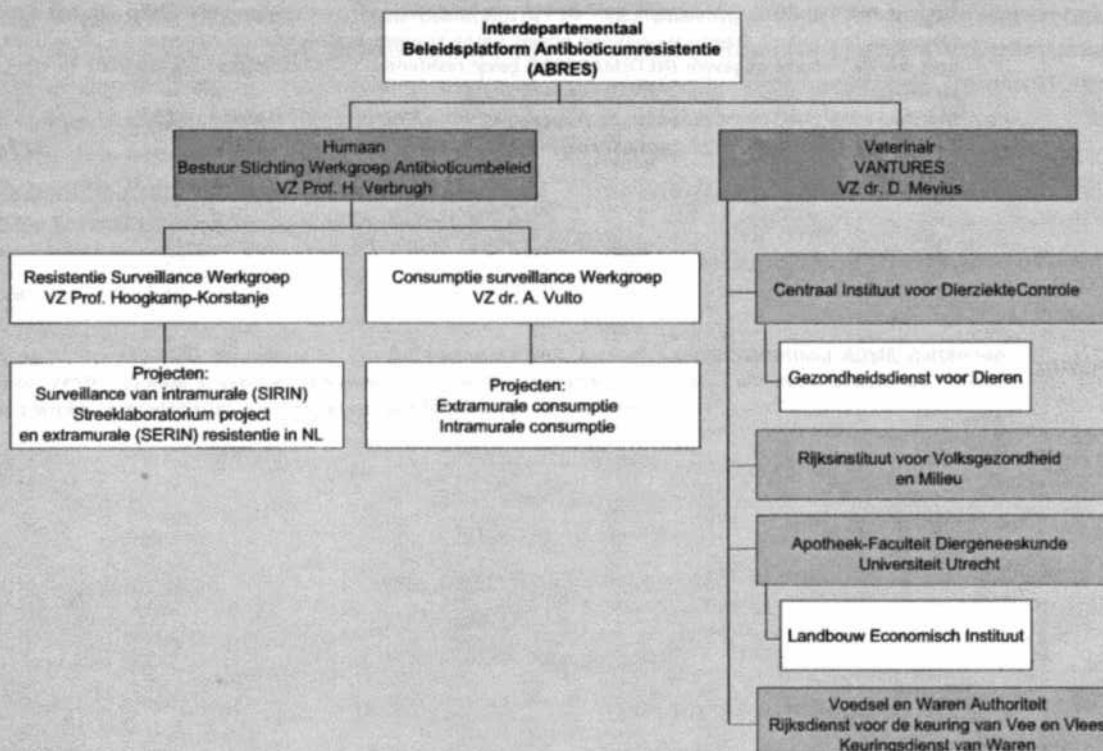 Interdepartementaal
Beleidsplatform Antibioticumresistentie
(ABRES)
Humaan
Bestuur Stichting Werkgroep Antibioticumbeleid
VZ Prof. H. Verbrugh
Veterinair
VANTURES
VZ dr. D. Mevius
Resistentie Surveillance Werkgroep
VZ Prof. Hoogkamp-Korstanje
Consumptie surveillance Werkgroep
VZ dr. A. Vulto
Projecten:
Surveillance van intramurale (SIRIN)
Streeklaboratorium project
en extramurale (SERIN) resistentie in NL
Projecten:
Extramurale consumptie
Intramurale consumptie
Centraal Instituut voor DierziekteControle
Gezondheidsdienst voor Dieren
Rijksinstituut voor Volksgezondheid
en Milieu
Apotheek-Faculteit Diergeneeskunde
Universiteit Utrecht
Landbouw Economisch Instituut
Voedsel en Waren Authoriteit
Rijksdienst voor de keuring van Vee en Vlees
Keuringsdienst van Waren